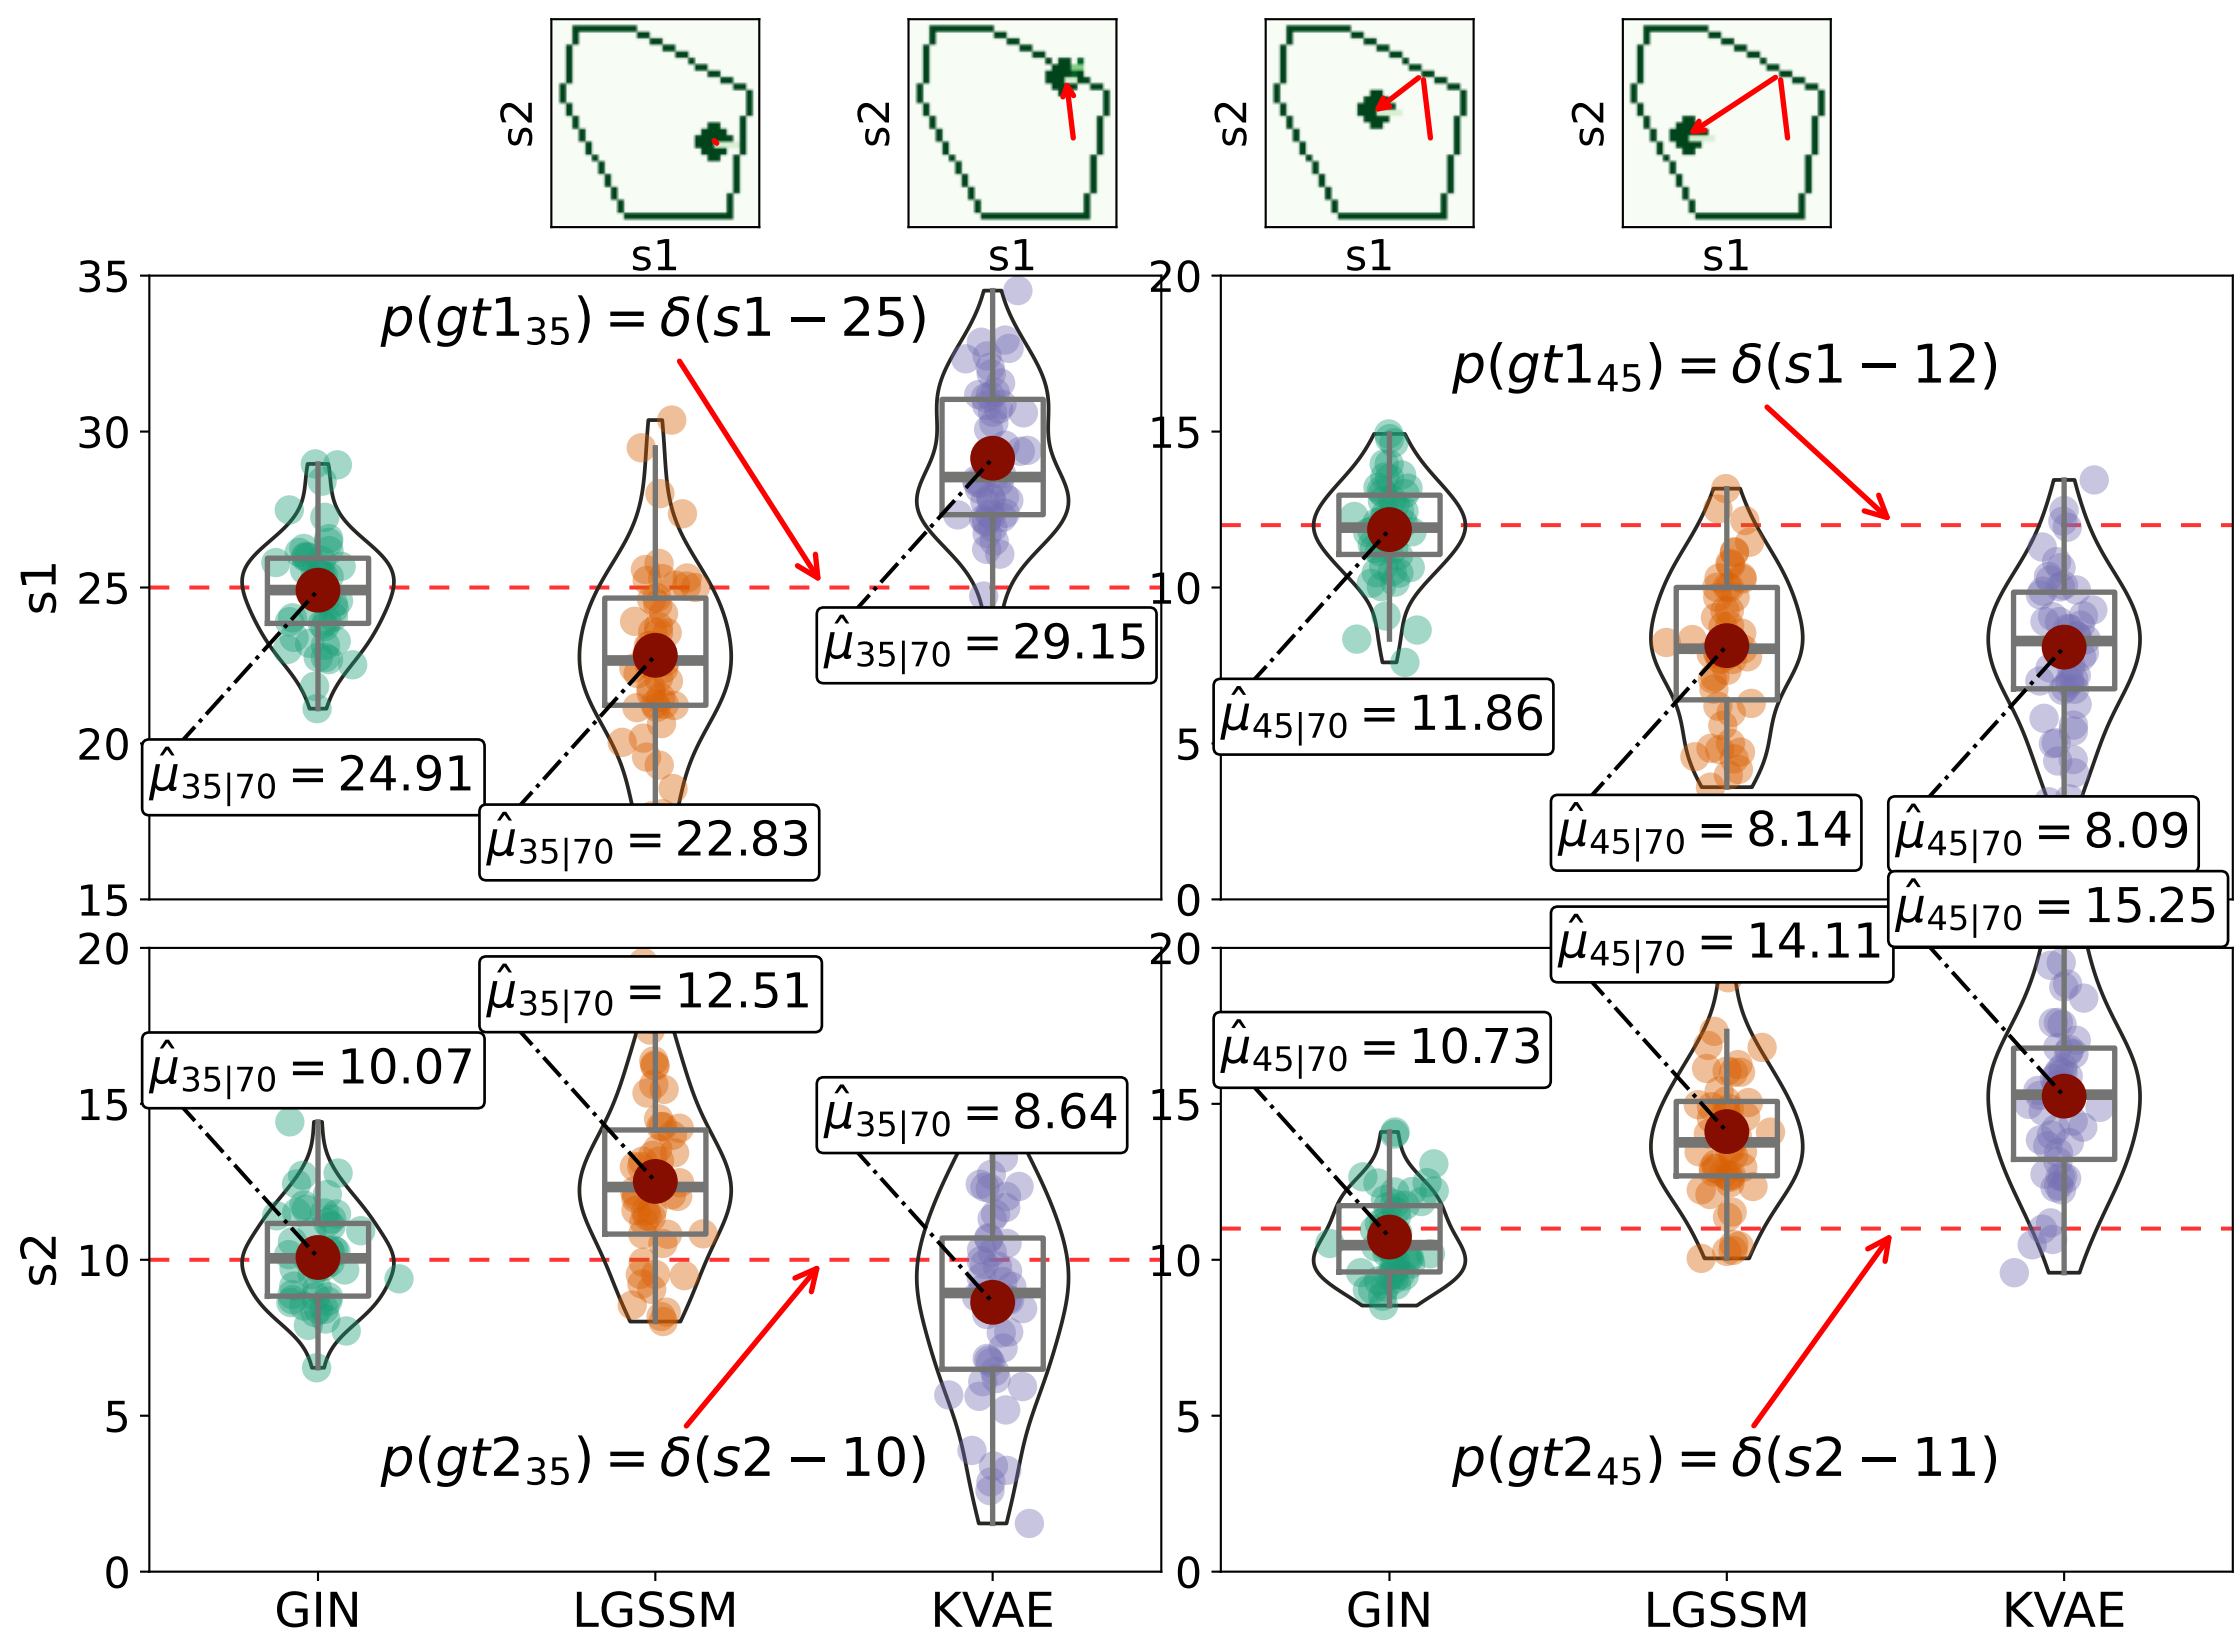 s2
s1
s2
s1
s2
s1
s2
s1
35
30
25
20
15
s1
p(gt1₃₅) = δ(s1 − 25)
μ̂₃₅|₇₀ = 24.91
μ̂₃₅|₇₀ = 22.83
μ̂₃₅|₇₀ = 29.15
20
15
10
5
0
p(gt1₄₅) = δ(s1 − 12)
μ̂₄₅|₇₀ = 11.86
μ̂₄₅|₇₀ = 8.14
μ̂₄₅|₇₀ = 8.09
20
15
10
5
0
s2
μ̂₃₅|₇₀ = 10.07
μ̂₃₅|₇₀ = 12.51
μ̂₃₅|₇₀ = 8.64
p(gt2₃₅) = δ(s2 − 10)
GIN
LGSSM
KVAE
20
15
10
5
0
μ̂₄₅|₇₀ = 10.73
μ̂₄₅|₇₀ = 14.11
μ̂₄₅|₇₀ = 15.25
p(gt2₄₅) = δ(s2 − 11)
GIN
LGSSM
KVAE